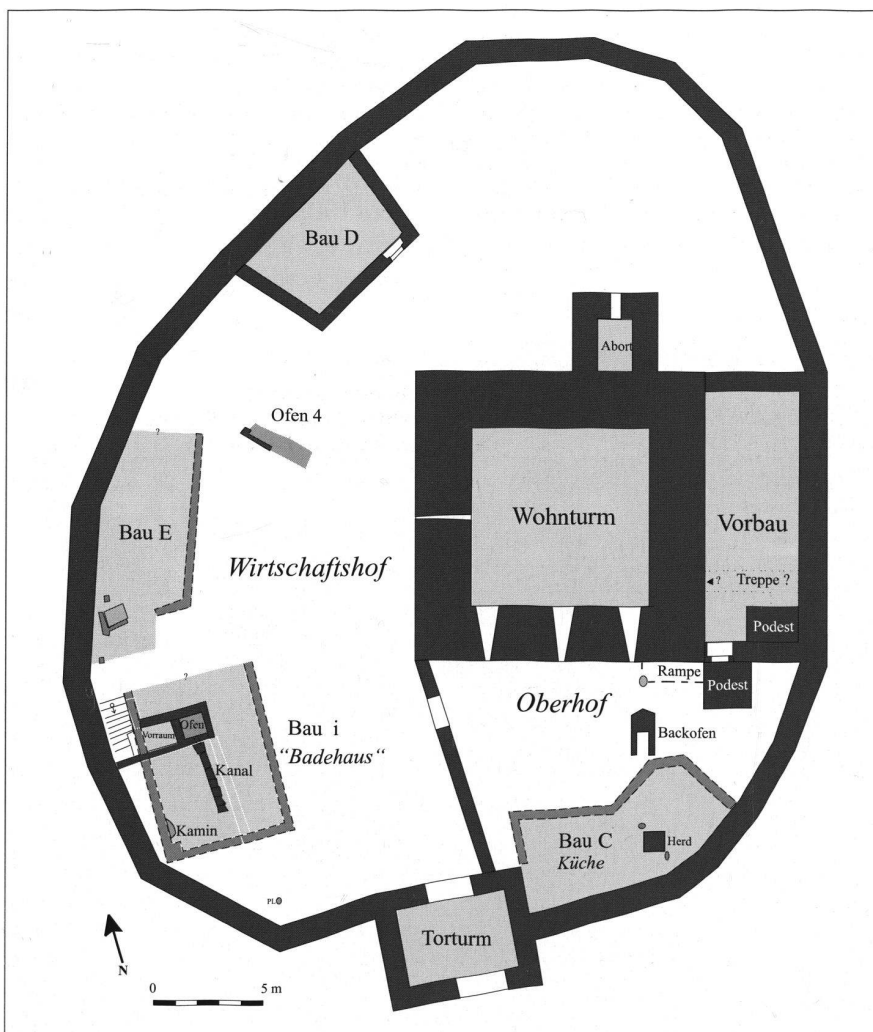 Bau D
Abort
Ofen 4
Wohnturm
Vorbau
Bau E
Wirtschaftshof
?
Treppe ?
Podest
?
?
Rampe
Podest
Oberhof
Ofen
Vorraum
Bau i
"Badehaus"
Backofen
Kanal
Kamin
Bau C
Küche
Herd
PL
Torturm
N
0
5 m